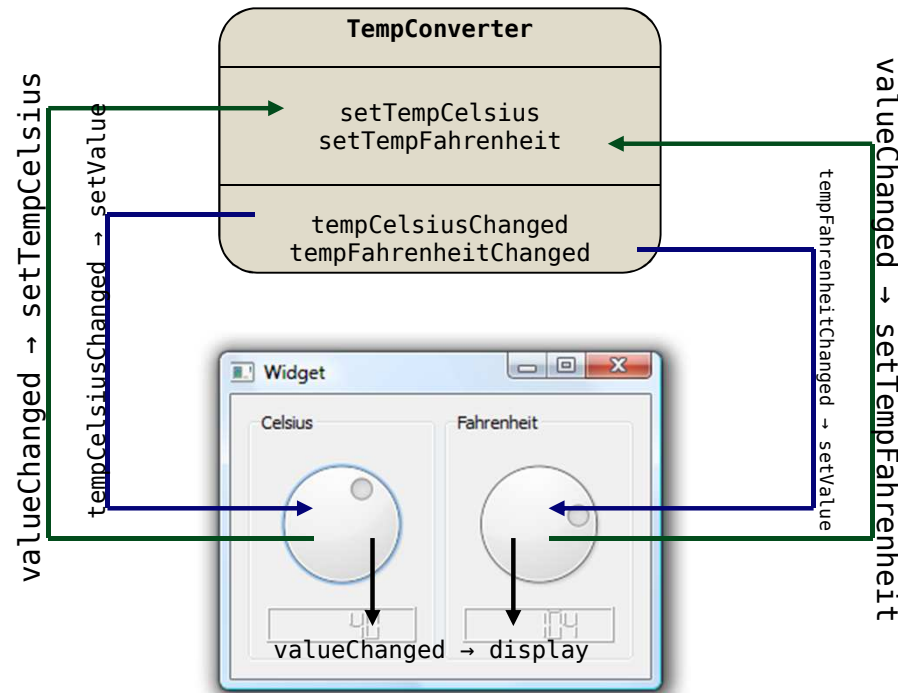 TempConverter
setTempCelsius
setTempFahrenheit
tempCelsiusChanged
tempFahrenheitChanged
valueChanged → setTempCelsius
tempCelsiusChanged → setValue
tempFahrenheitChanged → setValue
valueChanged → setTempFahrenheit
Widget
Celsius
Fahrenheit
40
104
valueChanged → display